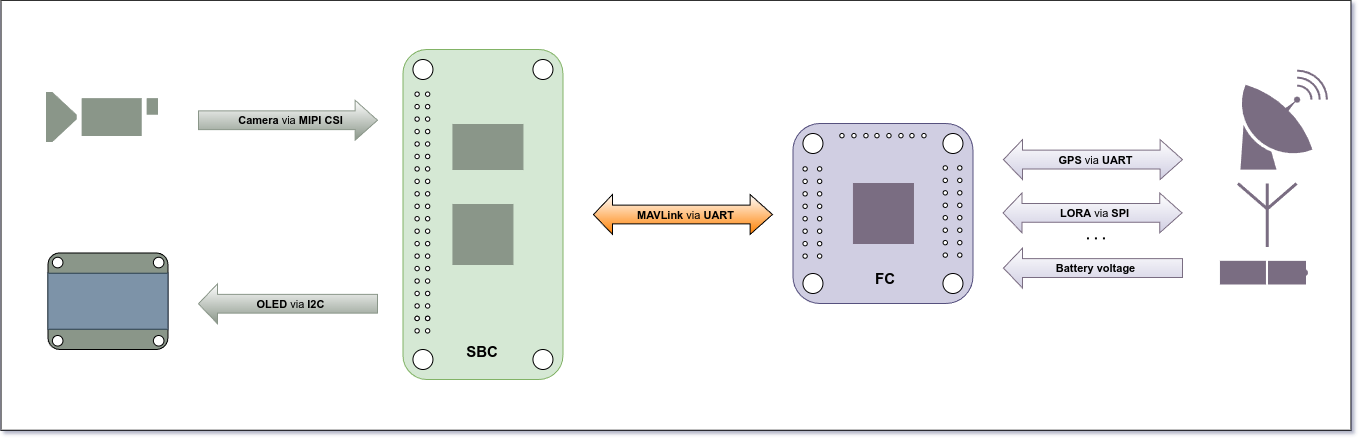 Camera via MIPI CSI
OLED via I2C
SBC
MAVLink via UART
FC
GPS via UART
LORA via SPI
...
Battery voltage